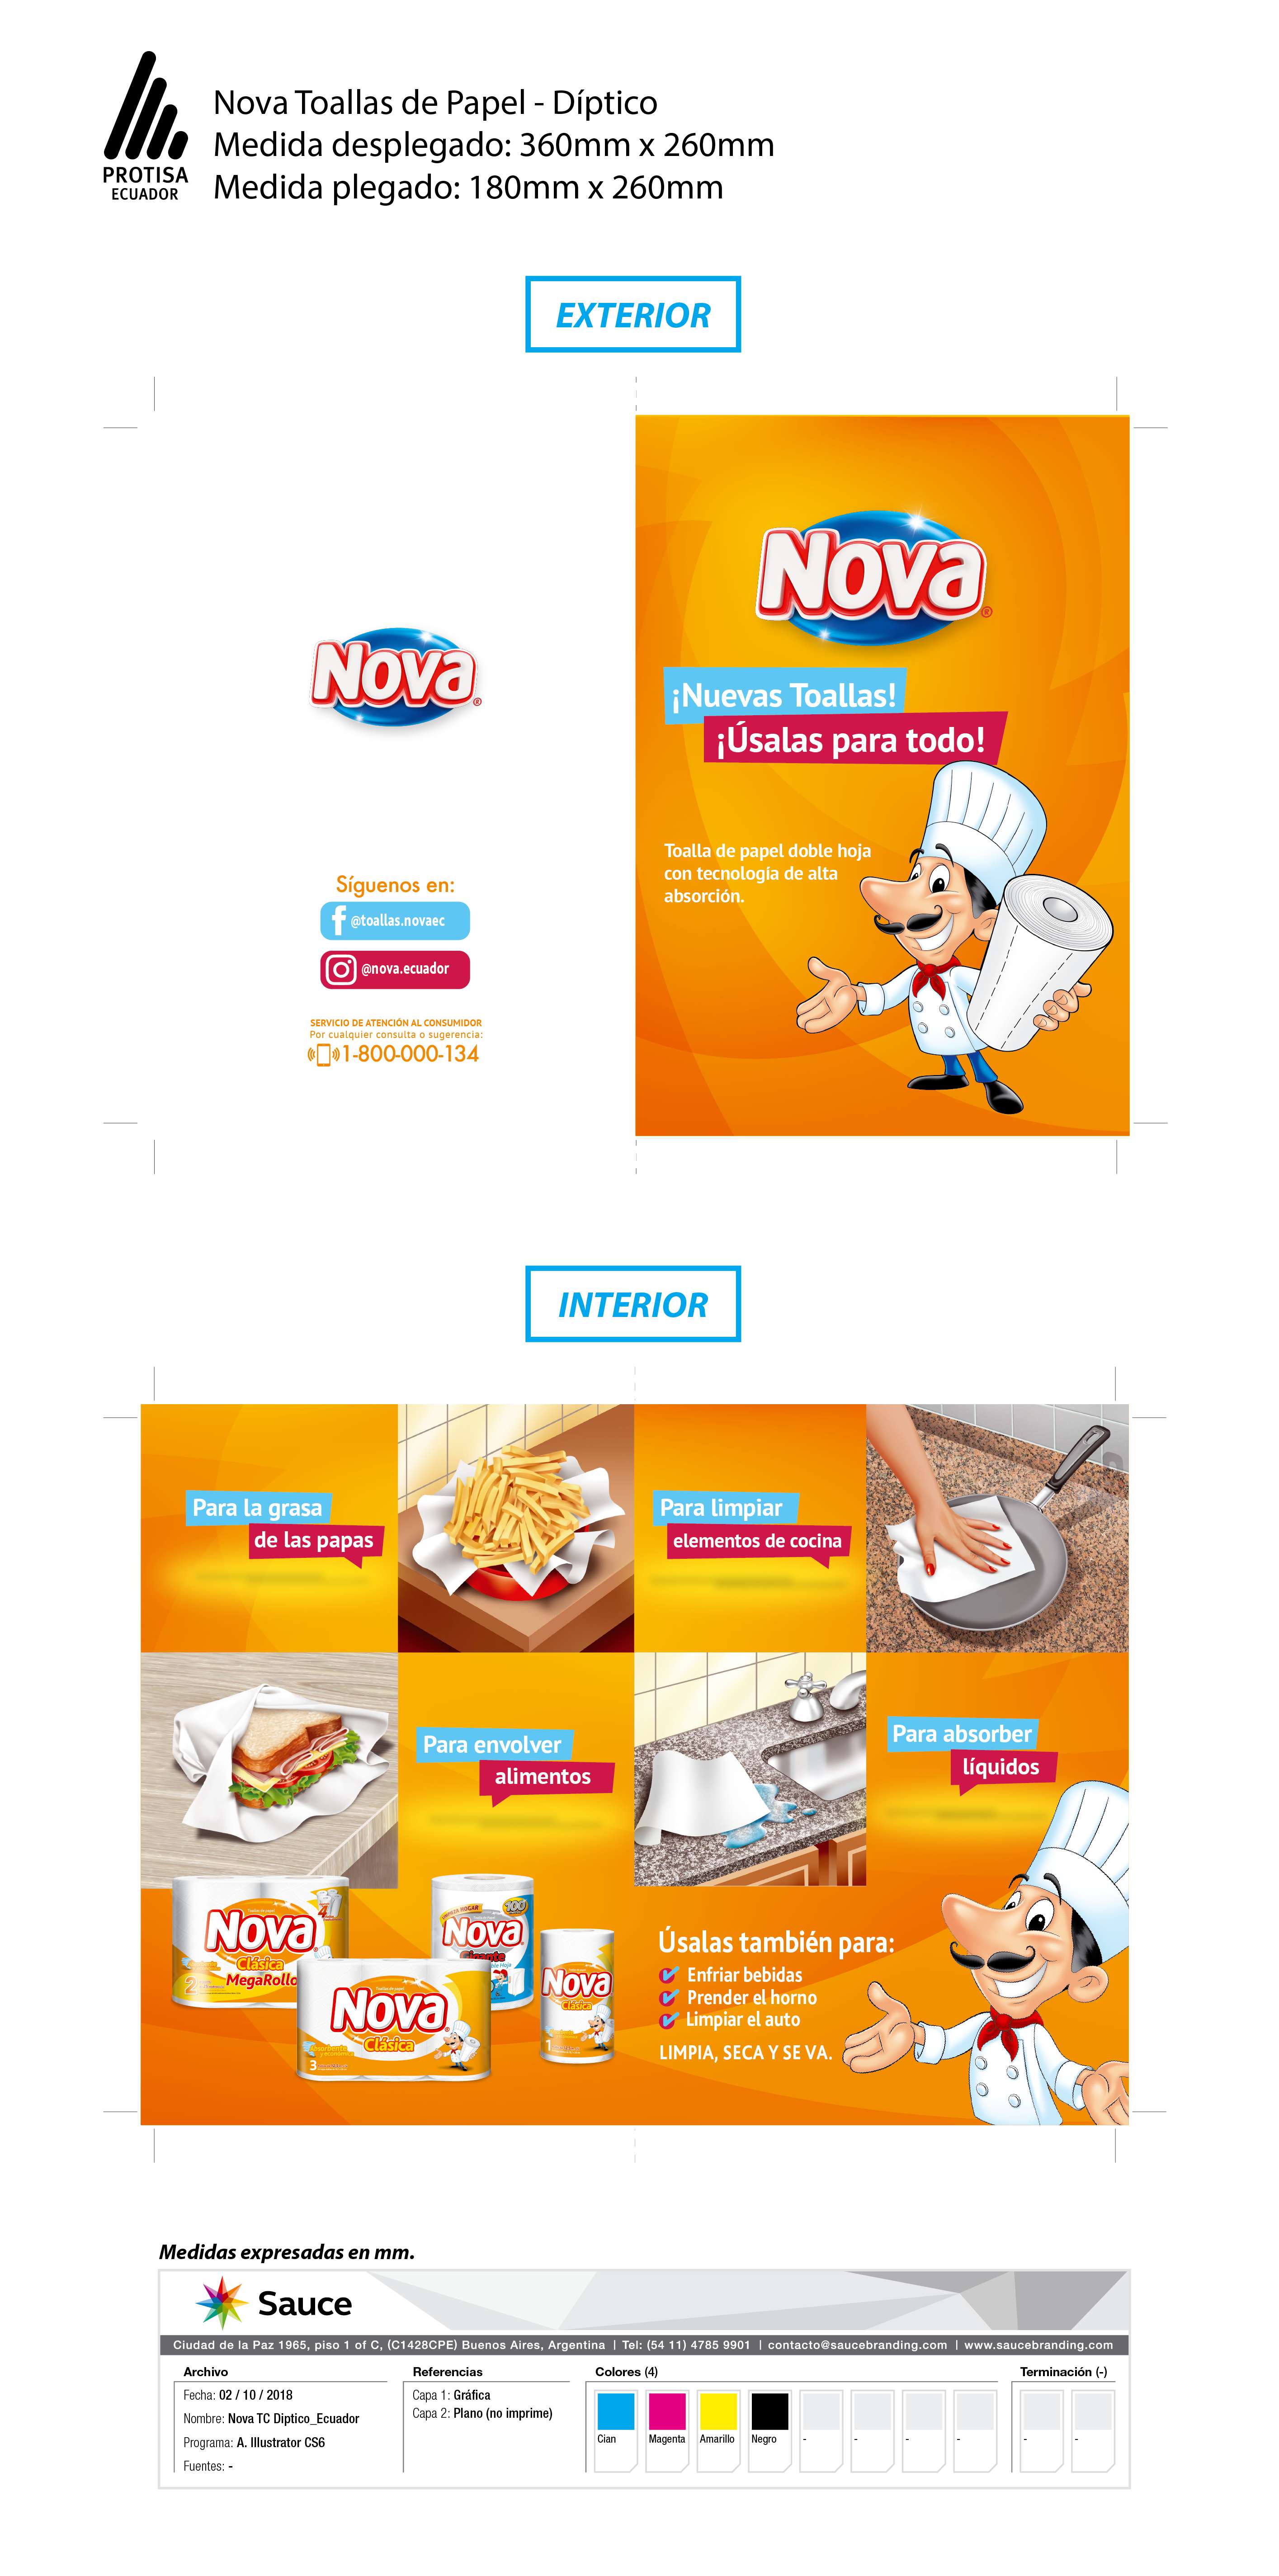 PROTISA
ECUADOR
Nova Toallas de Papel - Díptico
Medida desplegado: 360mm x 260mm
Medida plegado: 180mm x 260mm
EXTERIOR
Nova®
Síguenos en:
@toallas.novaec
@nova.ecuador
SERVICIO DE ATENCIÓN AL CONSUMIDOR
Por cualquier consulta o sugerencia:
1-800-000-134
Nova®
¡Nuevas Toallas!
¡Úsalas para todo!
Toalla de papel doble hoja
con tecnología de alta
absorción.
INTERIOR
Para la grasa
de las papas
Para limpiar
elementos de cocina
Para envolver
alimentos
Para absorber
líquidos
Nova
Clásica
MegaRollo
2
4
Nova
Clásica
3
LIMPIEZA HOGAR
100
Nova
Gigante
Nova
Clásica
Úsalas también para:
Enfriar bebidas
Prender el horno
Limpiar el auto
LIMPIA, SECA Y SE VA.
Medidas expresadas en mm.
Sauce
Ciudad de la Paz 1965, piso 1 of C, (C1428CPE) Buenos Aires, Argentina | Tel: (54 11) 4785 9901 | contacto@saucebranding.com | www.saucebranding.com
Archivo
Fecha: 02 / 10 / 2018
Nombre: Nova TC Diptico_Ecuador
Programa: A. Illustrator CS6
Fuentes: -
Referencias
Capa 1: Gráfica
Capa 2: Plano (no imprime)
Colores (4)
Cian Magenta Amarillo Negro - - - -
Terminación (-)
- -